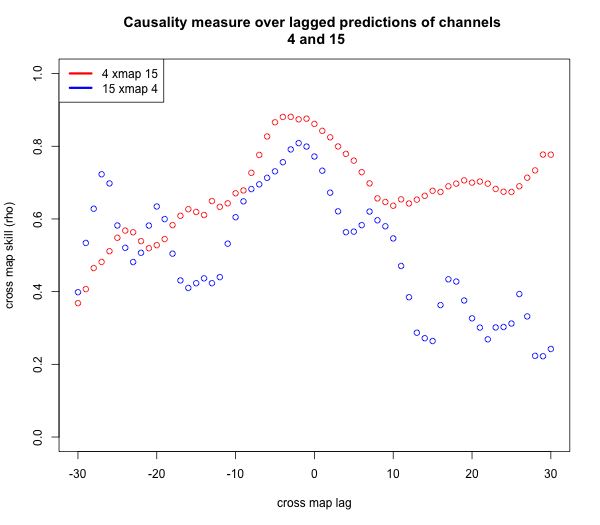 Causality measure over lagged predictions of channels
4 and 15
4 xmap 15
15 xmap 4
1.0
0.8
0.6
0.4
0.2
0.0
cross map skill (rho)
-30 -20 -10 0 10 20 30
cross map lag